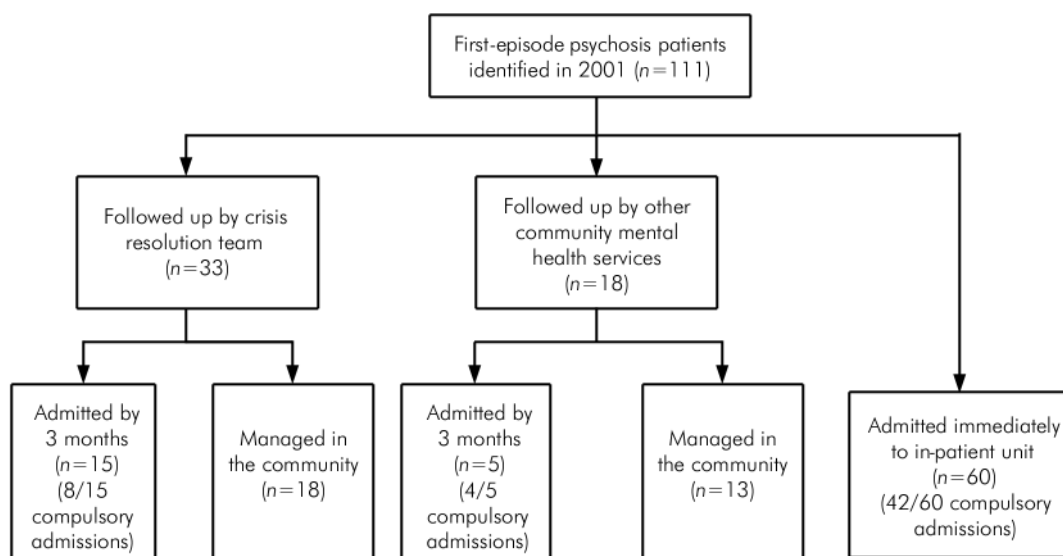 First-episode psychosis patients
identified in 2001 (n=111)
Followed up by crisis
resolution team
(n=33)
Followed up by other
community mental
health services
(n=18)
Admitted by
3 months
(n=15)
(8/15
compulsory
admissions)
Managed in
the community
(n=18)
Admitted by
3 months
(n=5)
(4/5
compulsory
admissions)
Managed in
the community
(n=13)
Admitted immediately
to in-patient unit
(n=60)
(42/60 compulsory
admissions)